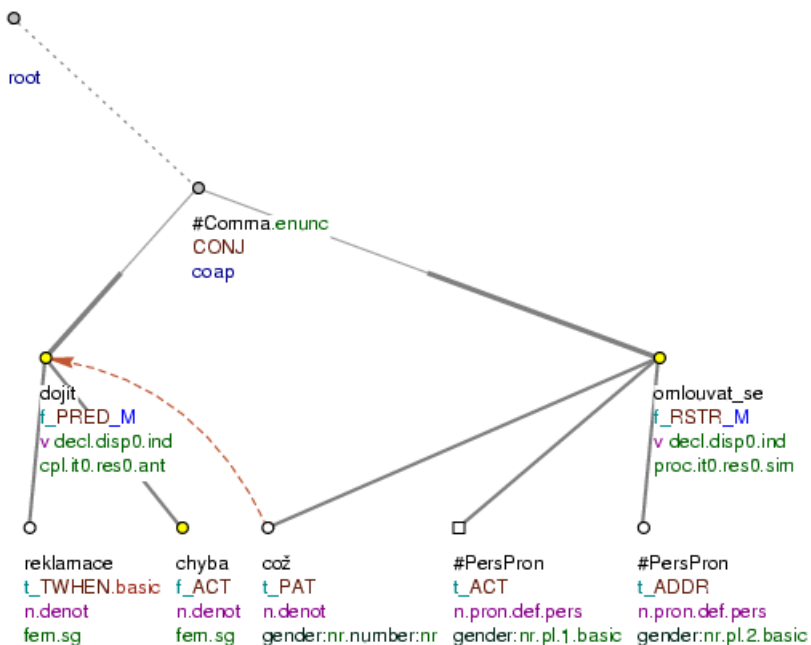 root
#Comma.enunc
CONJ
coap
dojít
f_PRED_M
v decl.disp0.ind
cpl.it0.res0.ant
omlouvat_se
f_RSTR_M
v decl.disp0.ind
proc.it0.res0.sim
reklamace
t_TWHEN.basic
n.denot
fem.sg
chyba
f_ACT
n.denot
fem.sg
což
t_PAT
n.denot
gender:nr.number:nr
#PersPron
t_ACT
n.pron.def.pers
gender:nr.pl.1.basic
#PersPron
t_ADDR
n.pron.def.pers
gender:nr.pl.2.basic